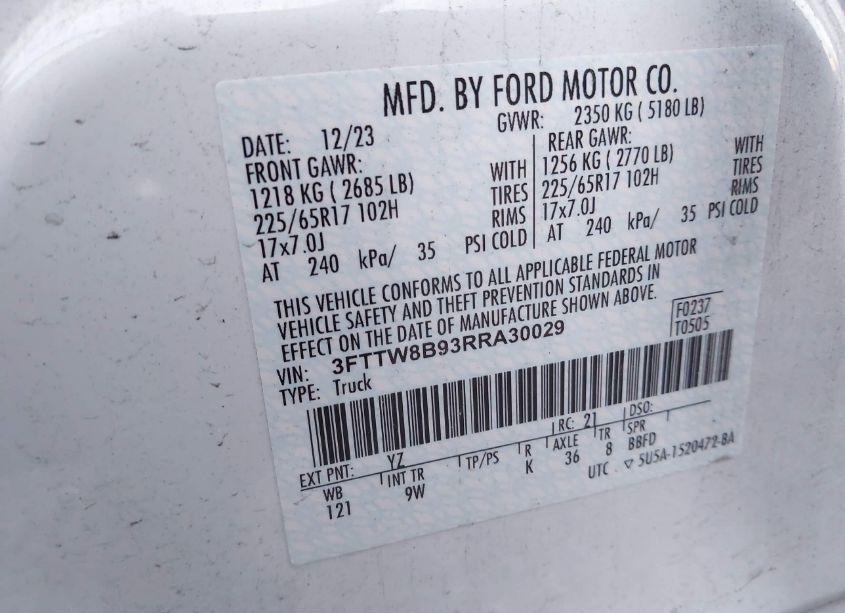 MFD. BY FORD MOTOR CO.
DATE: 12/23
GVWR: 2350 KG ( 5180 LB)
FRONT GAWR:
1218 KG ( 2685 LB) WITH
225/65R17 102H TIRES
17x7.0J RIMS
AT 240 kPa/ 35 PSI COLD
REAR GAWR:
1256 KG ( 2770 LB) WITH
225/65R17 102H TIRES
17x7.0J RIMS
AT 240 kPa/ 35 PSI COLD
THIS VEHICLE CONFORMS TO ALL APPLICABLE FEDERAL MOTOR
VEHICLE SAFETY AND THEFT PREVENTION STANDARDS IN
EFFECT ON THE DATE OF MANUFACTURE SHOWN ABOVE.
F0237
T0505
VIN: 3FTTW8B93RRA30029
TYPE: Truck
EXT PNT: YZ RC: 21 DSO:
WB INT TR TP/PS R AXLE TR SPR
121 9W K 36 8 BBFD
UTC ▽ 5U5A-1520472-BA